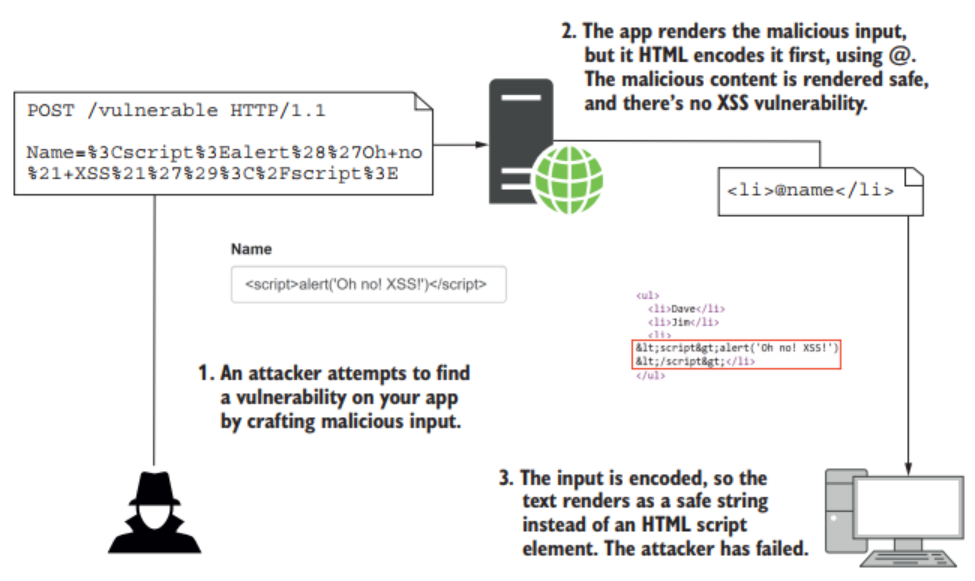 2. The app renders the malicious input,
but it HTML encodes it first, using @.
The malicious content is rendered safe,
and there's no XSS vulnerability.
POST /vulnerable HTTP/1.1
Name=%3Cscript%3Ealert%28%27Oh+no
%21+XSS%21%27%29%3C%2Fscript%3E
<li>@name</li>
Name
<script>alert('Oh no! XSS!')</script>
<ul>
<li>Dave</li>
<li>Jim</li>
<li>
&lt;script&gt;alert('Oh no! XSS!')
&lt;/script&gt;</li>
</ul>
1. An attacker attempts to find
a vulnerability on your app
by crafting malicious input.
3. The input is encoded, so the
text renders as a safe string
instead of an HTML script
element. The attacker has failed.